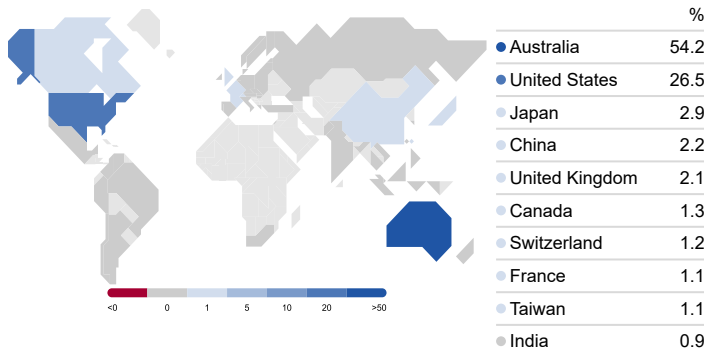 %
Australia 54.2
United States 26.5
Japan 2.9
China 2.2
United Kingdom 2.1
Canada 1.3
Switzerland 1.2
France 1.1
Taiwan 1.1
India 0.9
<0 0 1 5 10 20 >50